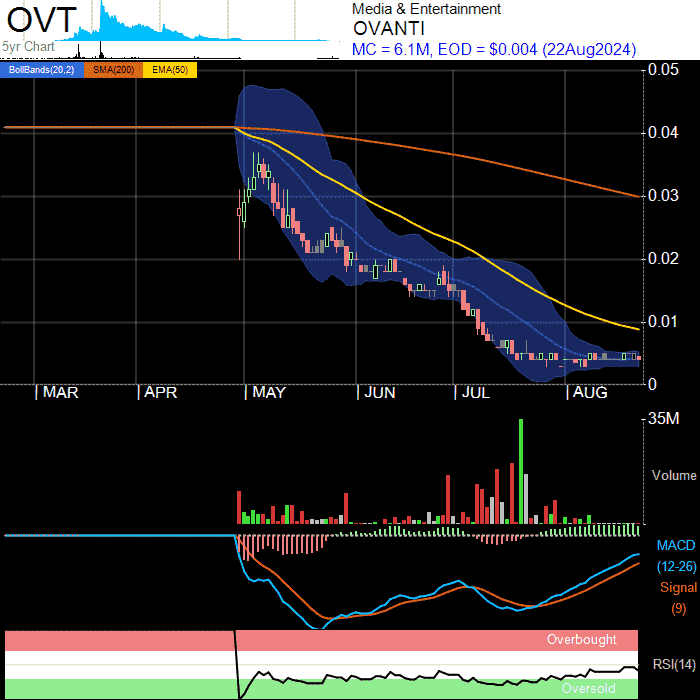 OVT
5yr Chart
Media & Entertainment
OVANTI
MC = 6.1M, EOD = $0.004 (22Aug2024)
BollBands(20,2) SMA(200) EMA(50)
0.05
0.04
0.03
0.02
0.01
0
MAR APR MAY JUN JUL AUG
35M
Volume
MACD
(12-26)
Signal
(9)
Overbought
RSI(14)
Oversold